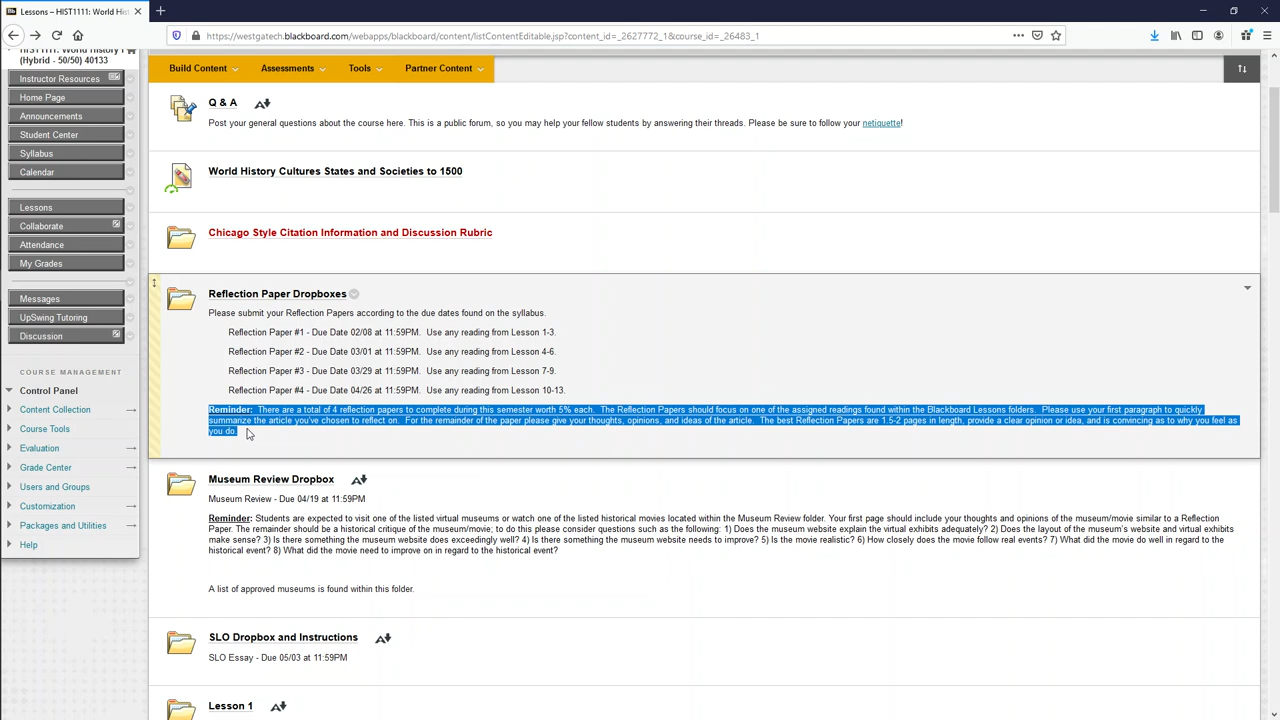 Lessons – HIST1111: World His
https://westgatech.blackboard.com/webapps/blackboard/content/listContentEditable.jsp?content_id=_2627772_1&course_id=_26483_1
HIST1111: World History I
(Hybrid - 50/50) 40133
Instructor Resources
Home Page
Announcements
Student Center
Syllabus
Calendar
Lessons
Collaborate
Attendance
My Grades
Messages
UpSwing Tutoring
Discussion
COURSE MANAGEMENT
Control Panel
Content Collection
Course Tools
Evaluation
Grade Center
Users and Groups
Customization
Packages and Utilities
Help
Build Content Assessments Tools Partner Content
Q & A
Post your general questions about the course here. This is a public forum, so you may help your fellow students by answering their threads. Please be sure to follow your netiquette!
World History Cultures States and Societies to 1500
Chicago Style Citation Information and Discussion Rubric
Reflection Paper Dropboxes
Please submit your Reflection Papers according to the due dates found on the syllabus.
Reflection Paper #1 - Due Date 02/08 at 11:59PM. Use any reading from Lesson 1-3.
Reflection Paper #2 - Due Date 03/01 at 11:59PM. Use any reading from Lesson 4-6.
Reflection Paper #3 - Due Date 03/29 at 11:59PM. Use any reading from Lesson 7-9.
Reflection Paper #4 - Due Date 04/26 at 11:59PM. Use any reading from Lesson 10-13.
Reminder: There are a total of 4 reflection papers to complete during this semester worth 5% each. The Reflection Papers should focus on one of the assigned readings found within the Blackboard Lessons folders. Please use your first paragraph to quickly
summarize the article you've chosen to reflect on. For the remainder of the paper please give your thoughts, opinions, and ideas of the article. The best Reflection Papers are 1.5-2 pages in length, provide a clear opinion or idea, and is convincing as to why you feel as
you do.
Museum Review Dropbox
Museum Review - Due 04/19 at 11:59PM
Reminder: Students are expected to visit one of the listed virtual museums or watch one of the listed historical movies located within the Museum Review folder. Your first page should include your thoughts and opinions of the museum/movie similar to a Reflection
Paper. The remainder should be a historical critique of the museum/movie; to do this please consider questions such as the following: 1) Does the museum website explain the virtual exhibits adequately? 2) Does the layout of the museum's website and virtual exhibits
make sense? 3) Is there something the museum website does exceedingly well? 4) Is there something the museum website needs to improve? 5) Is the movie realistic? 6) How closely does the movie follow real events? 7) What did the movie do well in regard to the
historical event? 8) What did the movie need to improve on in regard to the historical event?
A list of approved museums is found within this folder.
SLO Dropbox and Instructions
SLO Essay - Due 05/03 at 11:59PM
Lesson 1